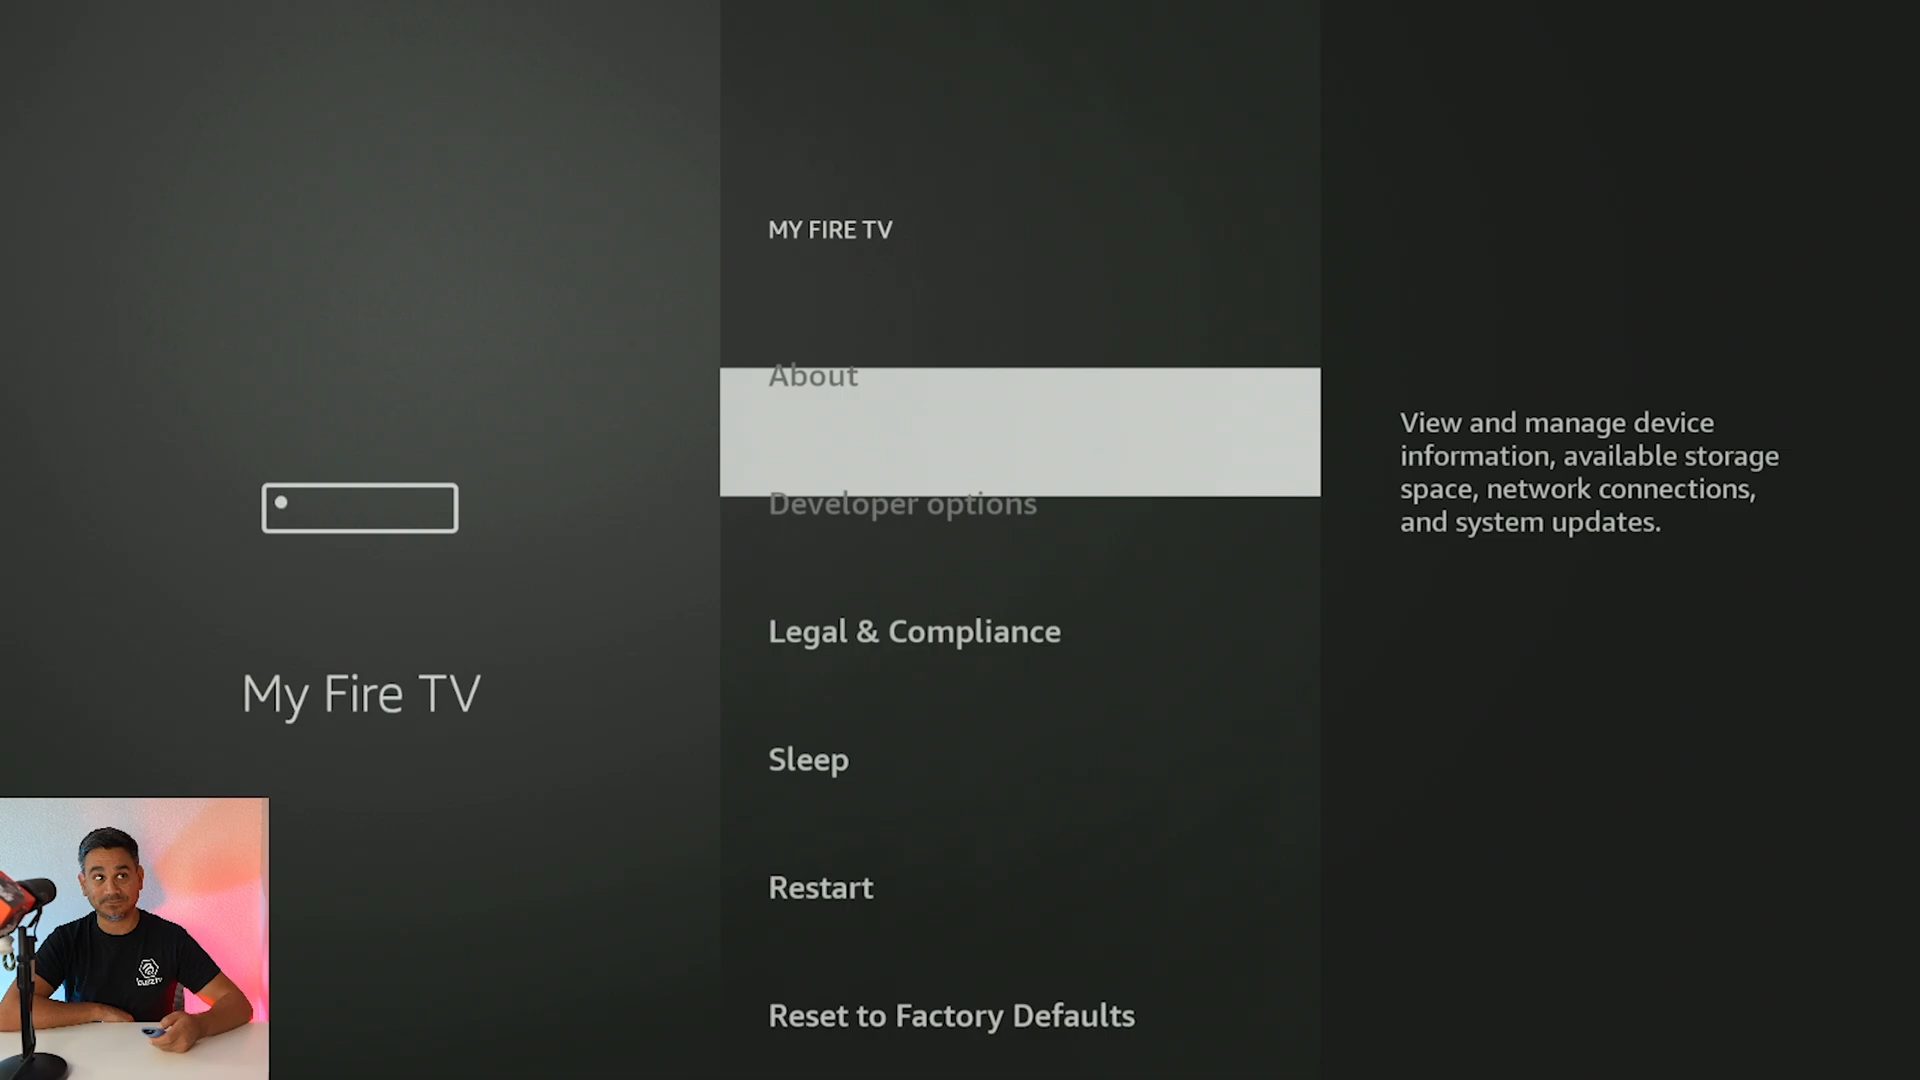 MY FIRE TV
About
Developer options
Legal & Compliance
Sleep
Restart
Reset to Factory Defaults
My Fire TV
View and manage device
information, available storage
space, network connections,
and system updates.